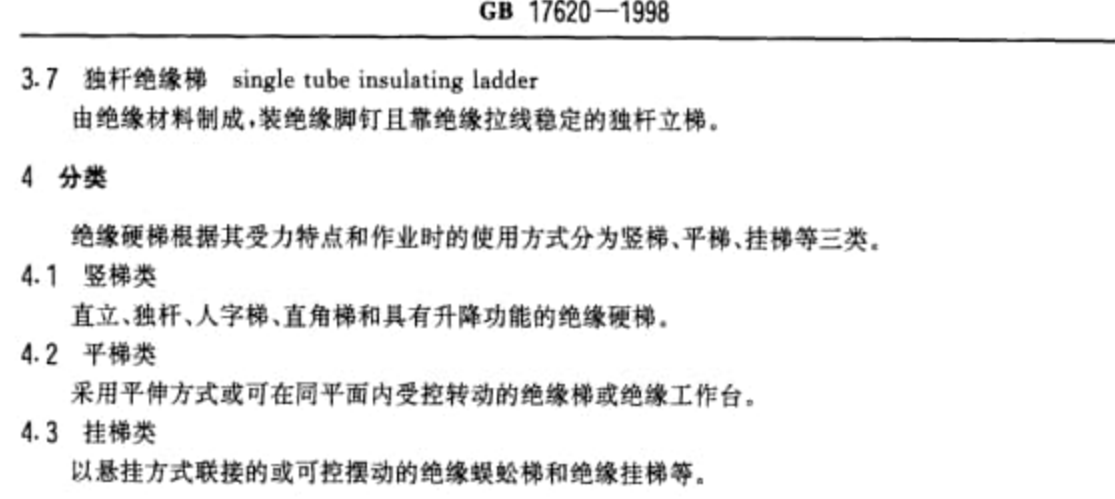 GB 17620—1998
3.7 独杆绝缘梯 single tube insulating ladder
由绝缘材料制成,装绝缘脚钉且靠绝缘拉线稳定的独杆立梯。
4 分类
绝缘硬梯根据其受力特点和作业时的使用方式分为竖梯、平梯、挂梯等三类。
4.1 竖梯类
直立、独杆、人字梯、直角梯和具有升降功能的绝缘硬梯。
4.2 平梯类
采用平伸方式或可在同平面内受控转动的绝缘梯或绝缘工作台。
4.3 挂梯类
以悬挂方式联接的或可控摆动的绝缘蜈蚣梯和绝缘挂梯等。